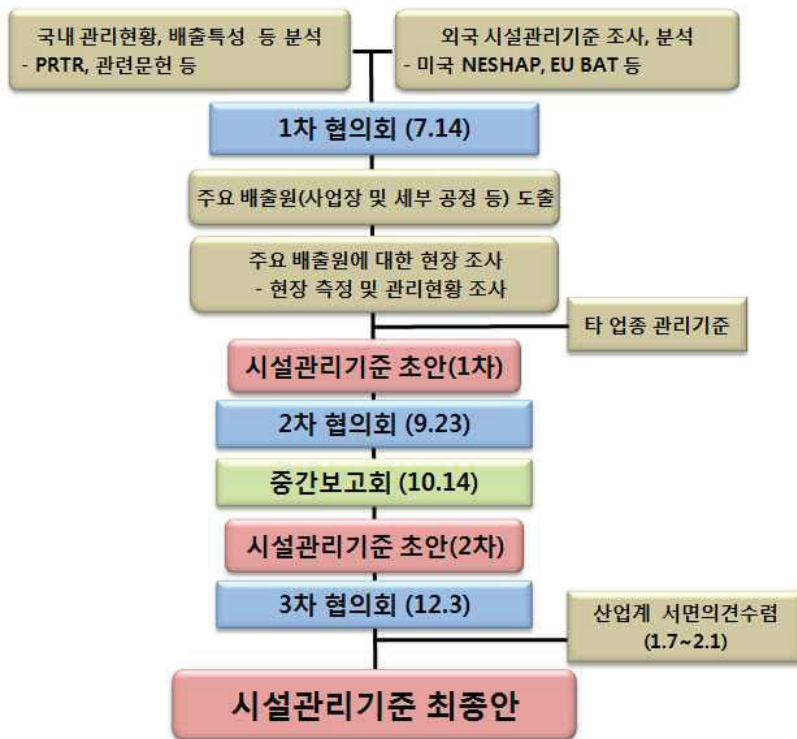 국내 관리현황, 배출특성 등 분석
- PRTR, 관련문헌 등
외국 시설관리기준 조사, 분석
- 미국 NESHAP, EU BAT 등
1차 협의회 (7.14)
주요 배출원(사업장 및 세부 공정 등) 도출
주요 배출원에 대한 현장 조사
- 현장 측정 및 관리현황 조사
타 업종 관리기준
시설관리기준 초안(1차)
2차 협의회 (9.23)
중간보고회 (10.14)
시설관리기준 초안(2차)
3차 협의회 (12.3)
산업계 서면의견수렴
(1.7~2.1)
시설관리기준 최종안